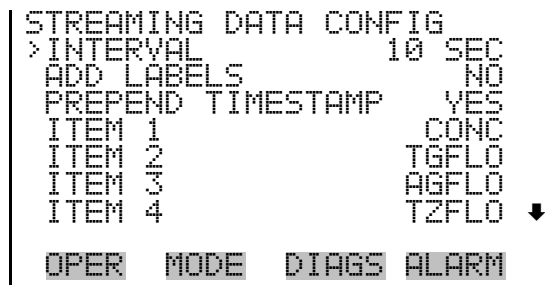 STREAMING DATA CONFIG
>INTERVAL 10 SEC
ADD LABELS NO
PREPEND TIMESTAMP YES
ITEM 1 CONC
ITEM 2 TGFLO
ITEM 3 AGFLO
ITEM 4 TZFLO
OPER MODE DIAGS ALARM